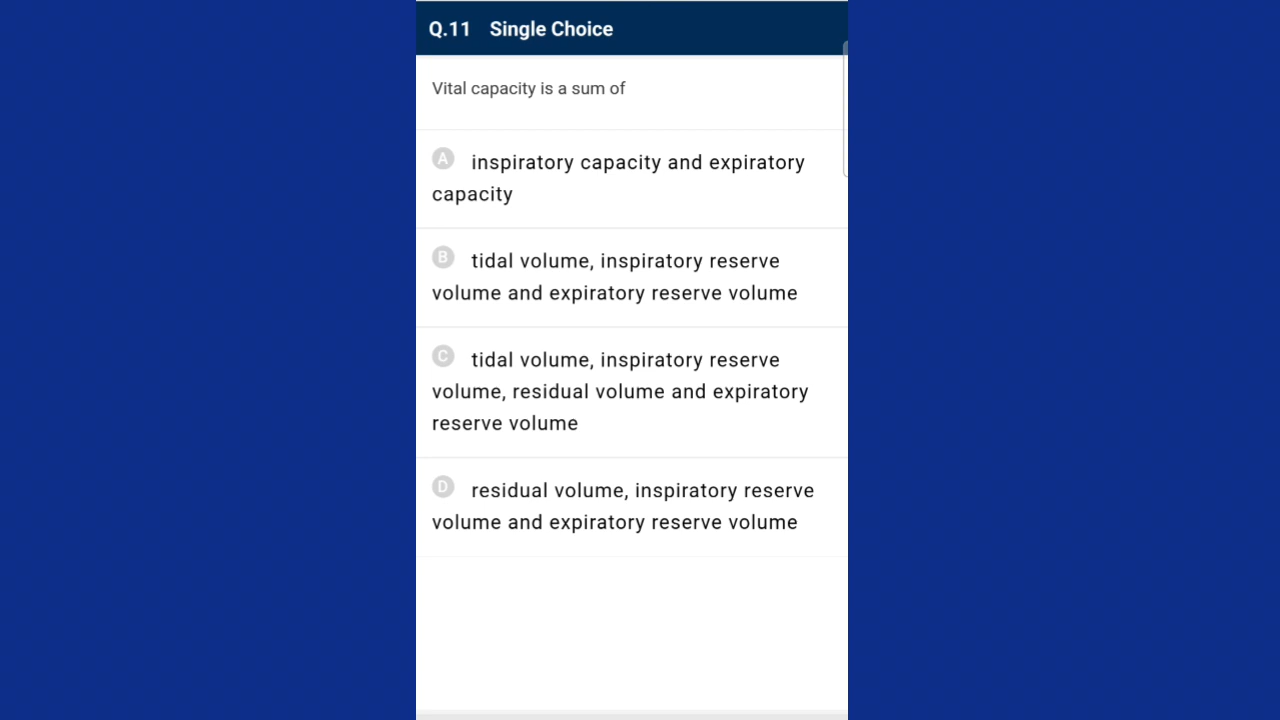 Q.11 Single Choice
Vital capacity is a sum of
A inspiratory capacity and expiratory
capacity
B tidal volume, inspiratory reserve
volume and expiratory reserve volume
C tidal volume, inspiratory reserve
volume, residual volume and expiratory
reserve volume
D residual volume, inspiratory reserve
volume and expiratory reserve volume